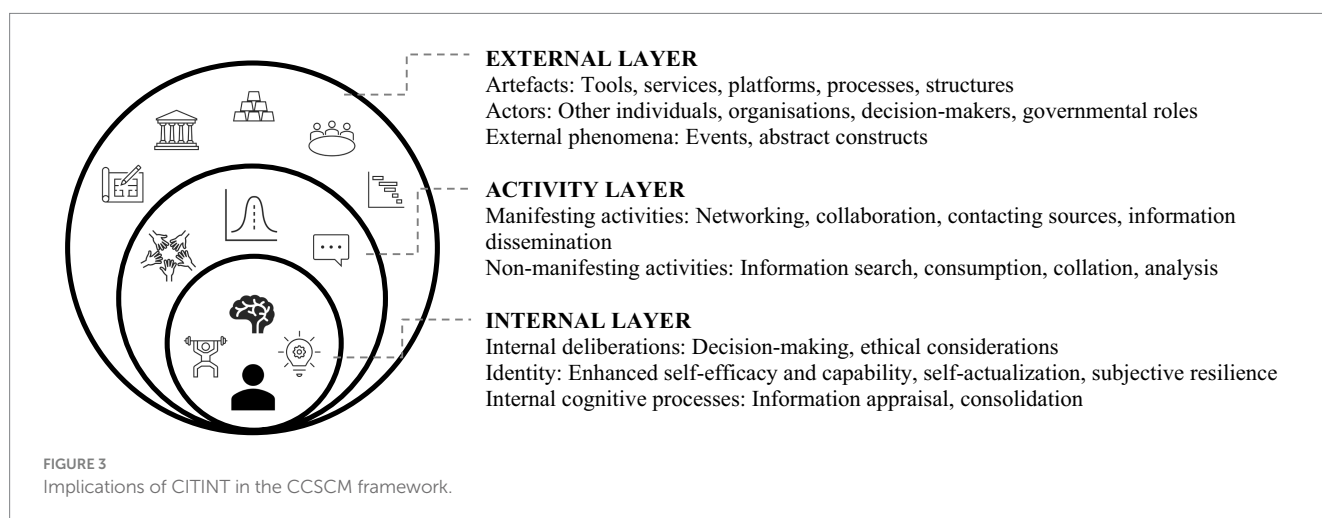 EXTERNAL LAYER
Artefacts: Tools, services, platforms, processes, structures
Actors: Other individuals, organisations, decision-makers, governmental roles
External phenomena: Events, abstract constructs
ACTIVITY LAYER
Manifesting activities: Networking, collaboration, contacting sources, information
dissemination
Non-manifesting activities: Information search, consumption, collation, analysis
INTERNAL LAYER
Internal deliberations: Decision-making, ethical considerations
Identity: Enhanced self-efficacy and capability, self-actualization, subjective resilience
Internal cognitive processes: Information appraisal, consolidation
FIGURE 3
Implications of CITINT in the CCSCM framework.